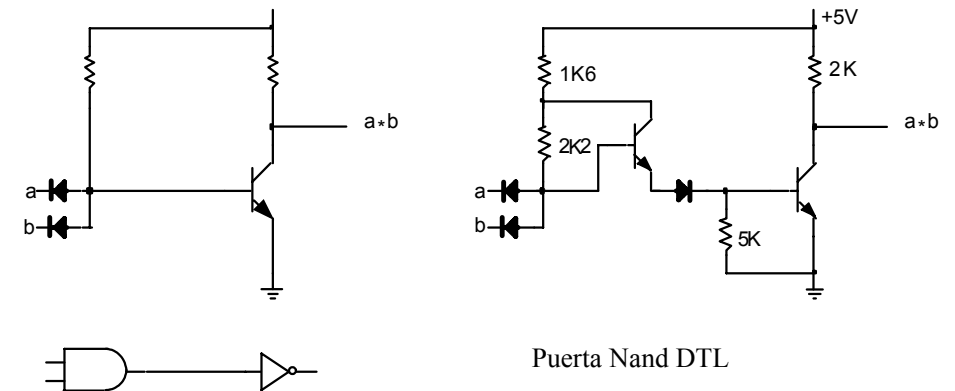 +5V
1K6
2K
a*b
a*b
2K2
a
a
b
b
5K
Puerta Nand DTL